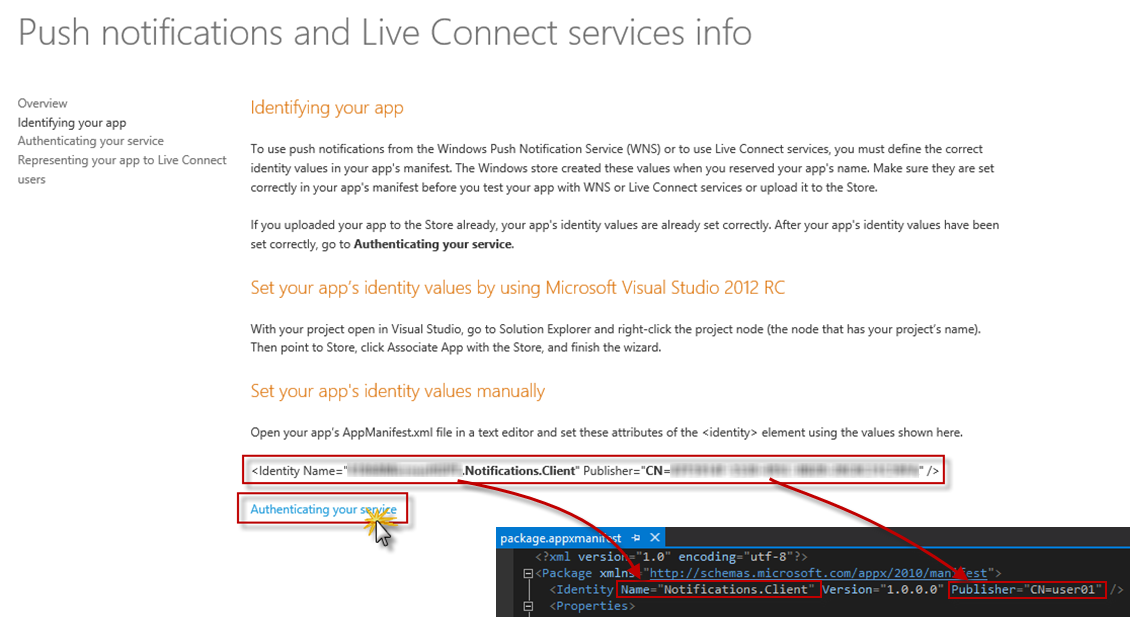 Push notifications and Live Connect services info
Overview
Identifying your app
Authenticating your service
Representing your app to Live Connect
users
Identifying your app
To use push notifications from the Windows Push Notification Service (WNS) or to use Live Connect services, you must define the correct
identity values in your app's manifest. The Windows store created these values when you reserved your app's name. Make sure they are set
correctly in your app's manifest before you test your app with WNS or Live Connect services or upload it to the Store.
If you uploaded your app to the Store already, your app's identity values are already set correctly. After your app's identity values have been
set correctly, go to Authenticating your service.
Set your app's identity values by using Microsoft Visual Studio 2012 RC
With your project open in Visual Studio, go to Solution Explorer and right-click the project node (the node that has your project's name).
Then point to Store, click Associate App with the Store, and finish the wizard.
Set your app's identity values manually
Open your app's AppManifest.xml file in a text editor and set these attributes of the <identity> element using the values shown here.
<Identity Name=" .Notifications.Client" Publisher="CN= " />
Authenticating your service
package.appxmanifest
<?xml version="1.0" encoding="utf-8"?>
<Package xmlns="http://schemas.microsoft.com/appx/2010/manifest">
<Identity Name="Notifications.Client" Version="1.0.0.0" Publisher="CN=user01" />
<Properties>